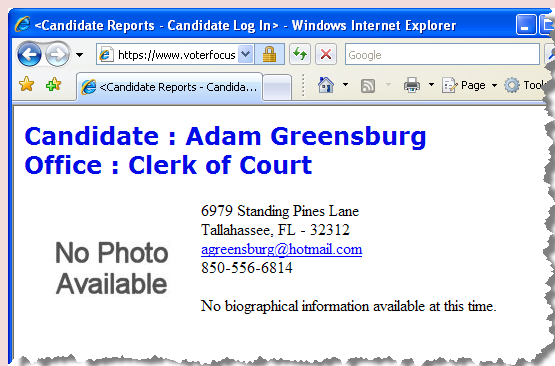 <Candidate Reports - Candidate Log In> - Windows Internet Explorer
https://www.voterfocus
Google
<Candidate Reports - Candida...
Page
Tool
Candidate : Adam Greensburg
Office : Clerk of Court
No Photo
Available
6979 Standing Pines Lane
Tallahassee, FL - 32312
agreensburg@hotmail.com
850-556-6814
No biographical information available at this time.